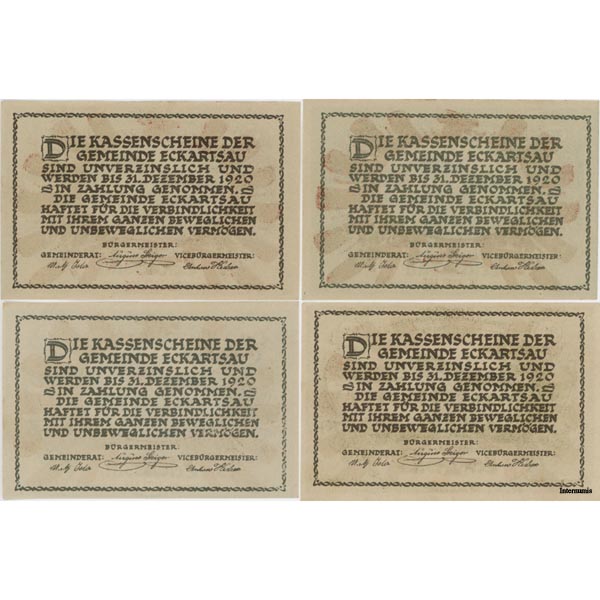 DIE KASSENSCHEINE DER
GEMEINDE ECKARTSAU
SIND UNVERZINSLICH UND
WERDEN BIS 31. DEZEMBER 1920
IN ZAHLUNG GENOMMEN.
DIE GEMEINDE ECKARTSAU
HAFTET FÜR DIE VERBINDLICHKEIT
MIT IHREM GANZEN BEWEGLICHEN
UND UNBEWEGLICHEN VERMÖGEN.
BÜRGERMEISTER:
GEMEINDERAT: VICEBÜRGERMEISTER:
DIE KASSENSCHEINE DER
GEMEINDE ECKARTSAU
SIND UNVERZINSLICH UND
WERDEN BIS 31. DEZEMBER 1920
IN ZAHLUNG GENOMMEN.
DIE GEMEINDE ECKARTSAU
HAFTET FÜR DIE VERBINDLICHKEIT
MIT IHREM GANZEN BEWEGLICHEN
UND UNBEWEGLICHEN VERMÖGEN.
BÜRGERMEISTER:
GEMEINDERAT: VICEBÜRGERMEISTER:
DIE KASSENSCHEINE DER
GEMEINDE ECKARTSAU
SIND UNVERZINSLICH UND
WERDEN BIS 31. DEZEMBER 1920
IN ZAHLUNG GENOMMEN.
DIE GEMEINDE ECKARTSAU
HAFTET FÜR DIE VERBINDLICHKEIT
MIT IHREM GANZEN BEWEGLICHEN
UND UNBEWEGLICHEN VERMÖGEN.
BÜRGERMEISTER:
GEMEINDERAT: VICEBÜRGERMEISTER:
DIE KASSENSCHEINE DER
GEMEINDE ECKARTSAU
SIND UNVERZINSLICH UND
WERDEN BIS 31. DEZEMBER 1920
IN ZAHLUNG GENOMMEN.
DIE GEMEINDE ECKARTSAU
HAFTET FÜR DIE VERBINDLICHKEIT
MIT IHREM GANZEN BEWEGLICHEN
UND UNBEWEGLICHEN VERMÖGEN.
BÜRGERMEISTER:
GEMEINDERAT: VICEBÜRGERMEISTER:
Internumis